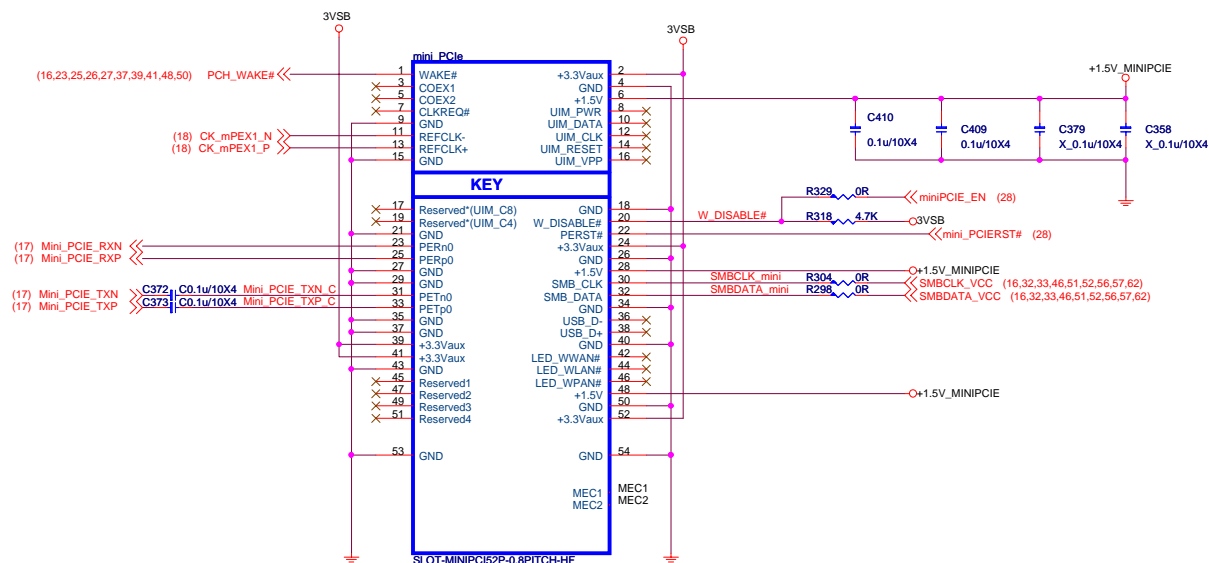 3VSB
3VSB
mini_PCIe
+1.5V_MINIPCIE
(16,23,25,26,27,37,39,41,48,50) PCH_WAKE# 1 WAKE# +3.3Vaux 2
3 COEX1 GND 4
5 COEX2 +1.5V 6
7 CLKREQ# UIM_PWR 8
9 GND UIM_DATA 10
(18) CK_mPEX1_N 11 REFCLK- UIM_CLK 12
(18) CK_mPEX1_P 13 REFCLK+ UIM_RESET 14
15 GND UIM_VPP 16
C410 0.1u/10X4
C409 0.1u/10X4
C379 X_0.1u/10X4
C358 X_0.1u/10X4
KEY
R329 0R miniPCIE_EN (28)
17 Reserved*(UIM_C8) GND 18
19 Reserved*(UIM_C4) W_DISABLE# 20 W_DISABLE# R318 4.7K 3VSB
21 GND PERST# 22 mini_PCIERST# (28)
(17) Mini_PCIE_RXN 23 PERn0 +3.3Vaux 24
(17) Mini_PCIE_RXP 25 PERp0 GND 26
27 GND +1.5V 28 +1.5V_MINIPCIE
29 GND SMB_CLK 30 SMBCLK_mini R304 0R SMBCLK_VCC (16,32,33,46,51,52,56,57,62)
(17) Mini_PCIE_TXN C372 C0.1u/10X4 Mini_PCIE_TXN_C 31 PETn0 SMB_DATA 32 SMBDATA_mini R298 0R SMBDATA_VCC (16,32,33,46,51,52,56,57,62)
(17) Mini_PCIE_TXP C373 C0.1u/10X4 Mini_PCIE_TXP_C 33 PETp0 GND 34
35 GND USB_D- 36
37 GND USB_D+ 38
39 +3.3Vaux GND 40
41 +3.3Vaux LED_WWAN# 42
43 GND LED_WLAN# 44
45 Reserved1 LED_WPAN# 46
47 Reserved2 +1.5V 48 +1.5V_MINIPCIE
49 Reserved3 GND 50
51 Reserved4 +3.3Vaux 52
53 GND GND 54
MEC1 MEC1
MEC2 MEC2
SLOT-MINIPCI52P-0.8PITCH-HF